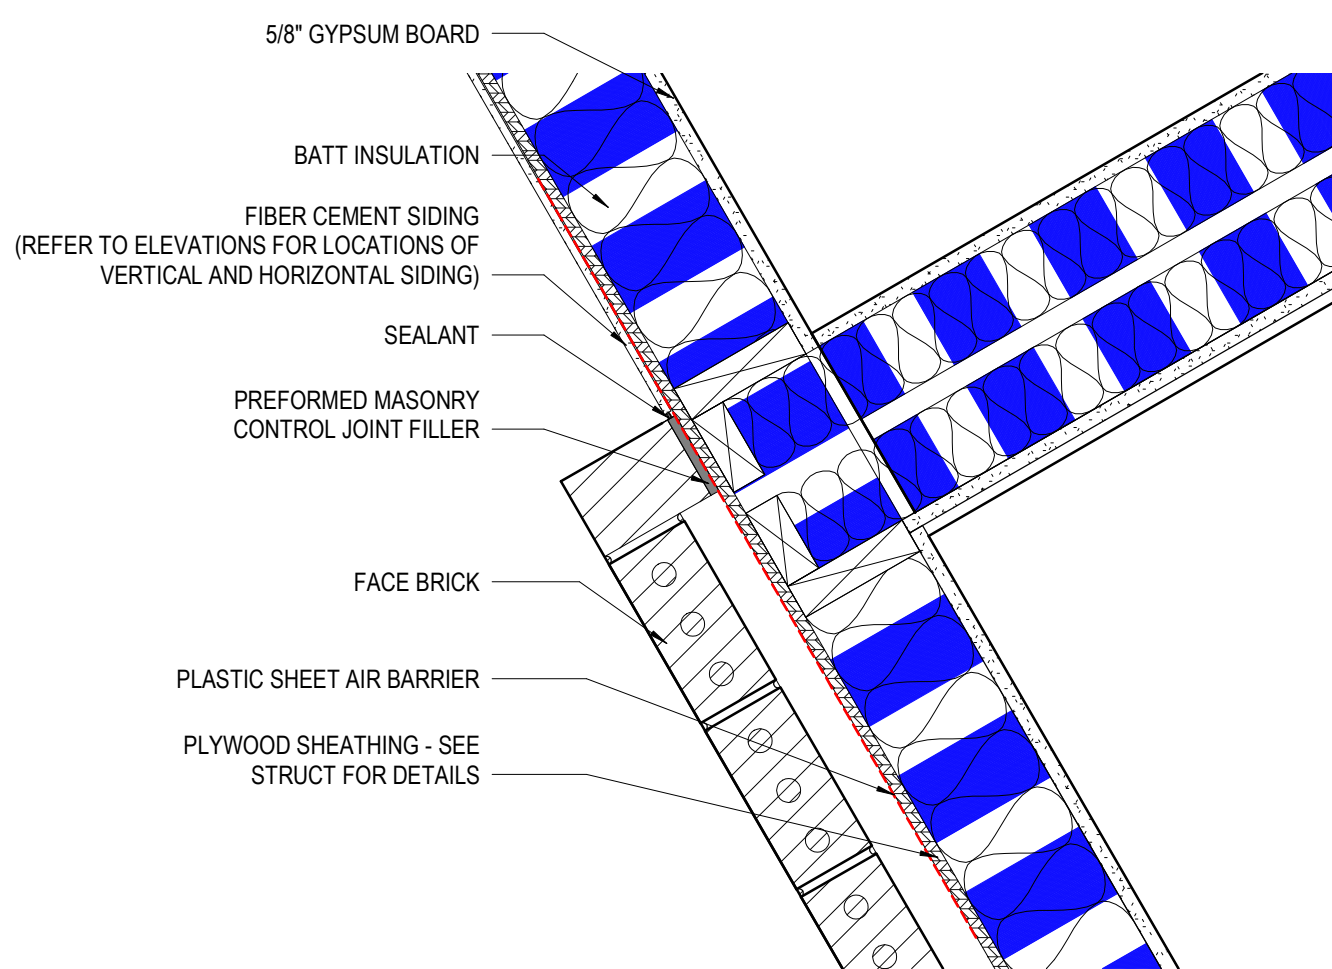 5/8" GYPSUM BOARD
BATT INSULATION
FIBER CEMENT SIDING
(REFER TO ELEVATIONS FOR LOCATIONS OF
VERTICAL AND HORIZONTAL SIDING)
SEALANT
PREFORMED MASONRY
CONTROL JOINT FILLER
FACE BRICK
PLASTIC SHEET AIR BARRIER
PLYWOOD SHEATHING - SEE
STRUCT FOR DETAILS